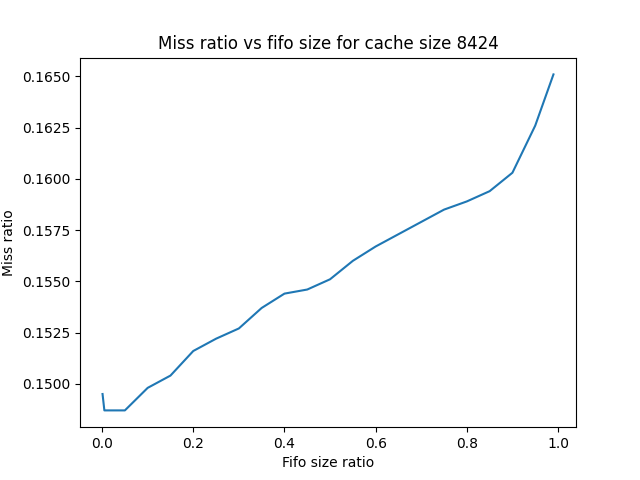 Miss ratio vs fifo size for cache size 8424
Miss ratio
0.1650
0.1625
0.1600
0.1575
0.1550
0.1525
0.1500
0.0 0.2 0.4 0.6 0.8 1.0
Fifo size ratio